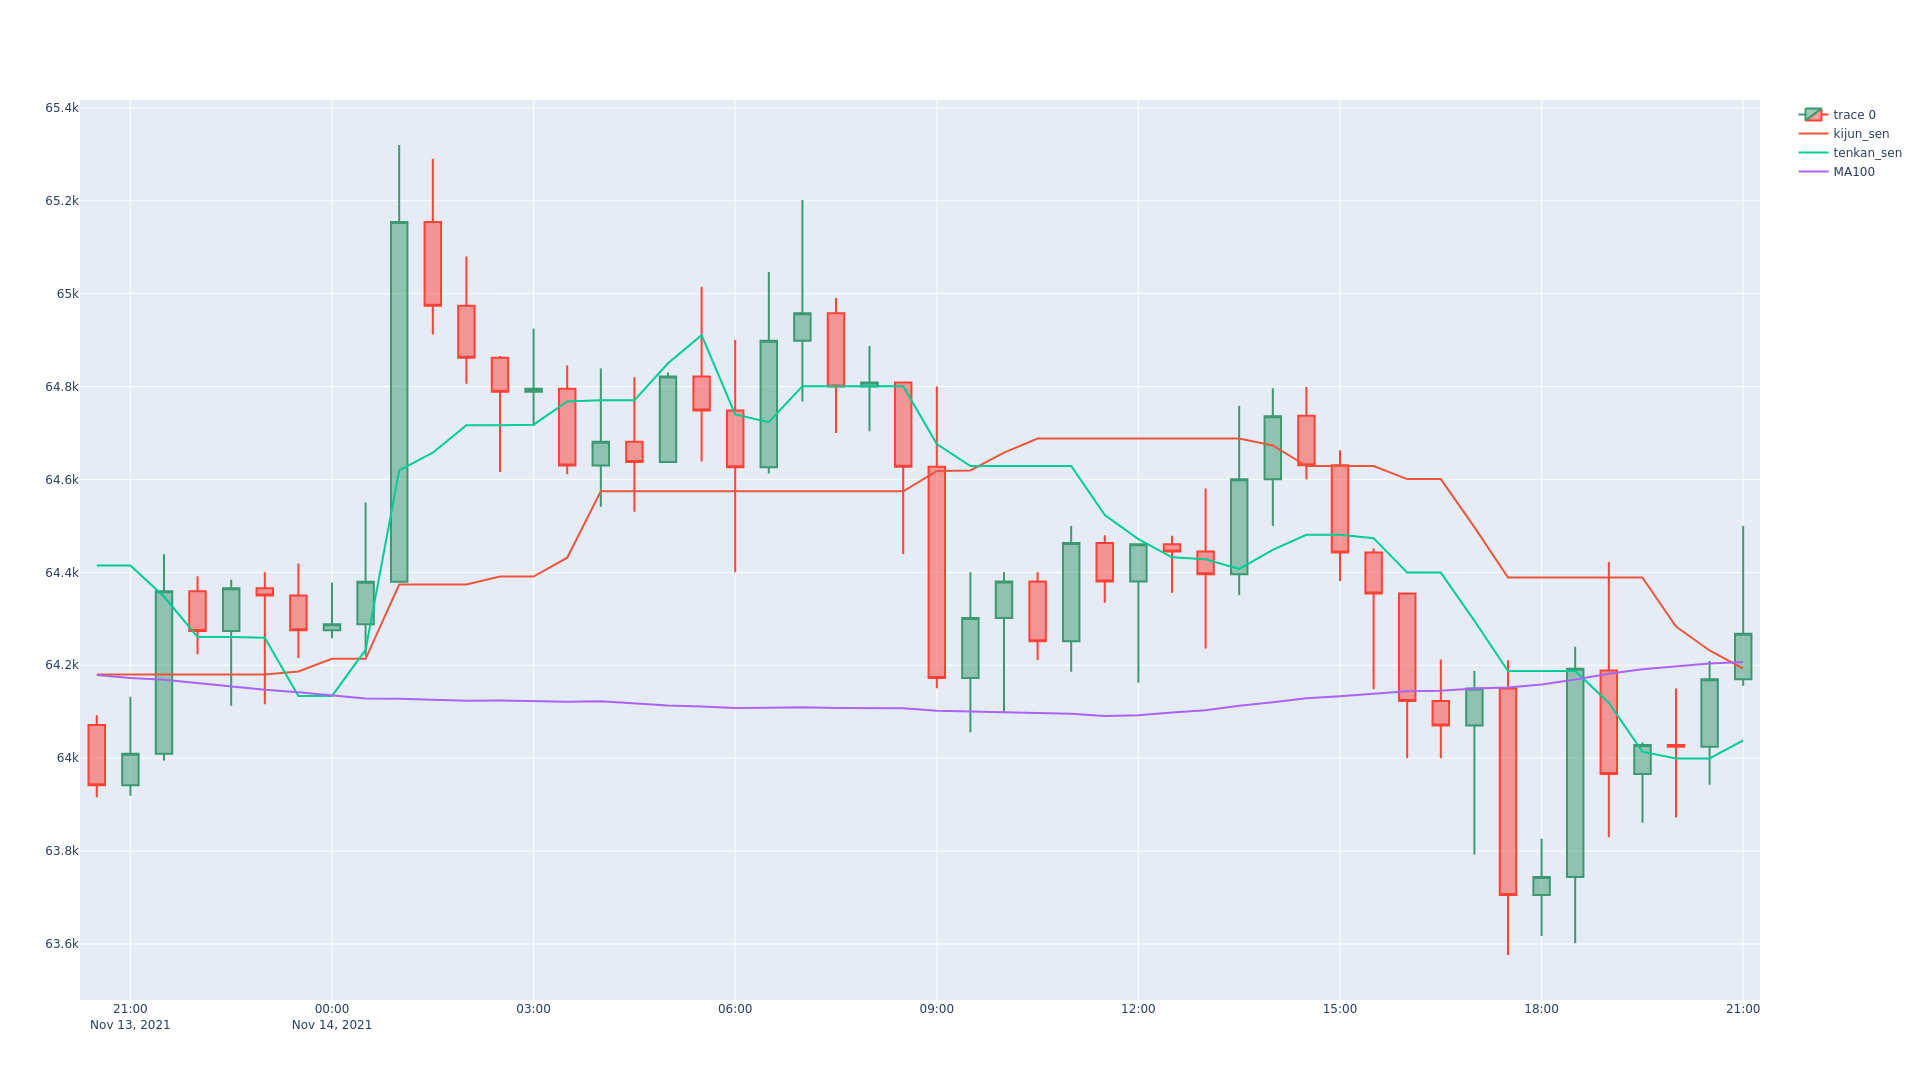 65.4k
65.2k
65k
64.8k
64.6k
64.4k
64.2k
64k
63.8k
63.6k
21:00 00:00 03:00 06:00 09:00 12:00 15:00 18:00 21:00
Nov 13, 2021 Nov 14, 2021
trace 0
kijun_sen
tenkan_sen
MA100